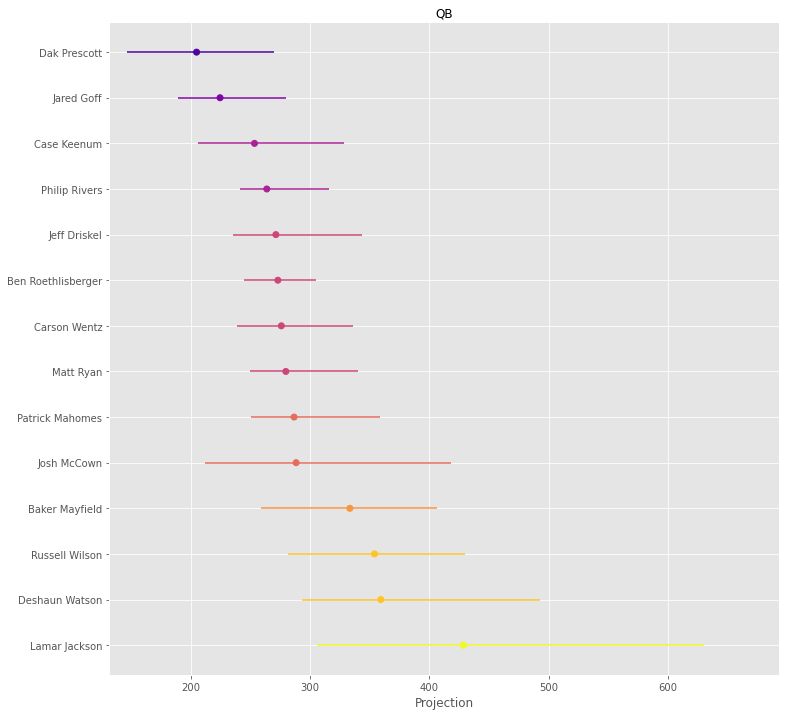 QB
Dak Prescott
Jared Goff
Case Keenum
Philip Rivers
Jeff Driskel
Ben Roethlisberger
Carson Wentz
Matt Ryan
Patrick Mahomes
Josh McCown
Baker Mayfield
Russell Wilson
Deshaun Watson
Lamar Jackson
200 300 400 500 600
Projection